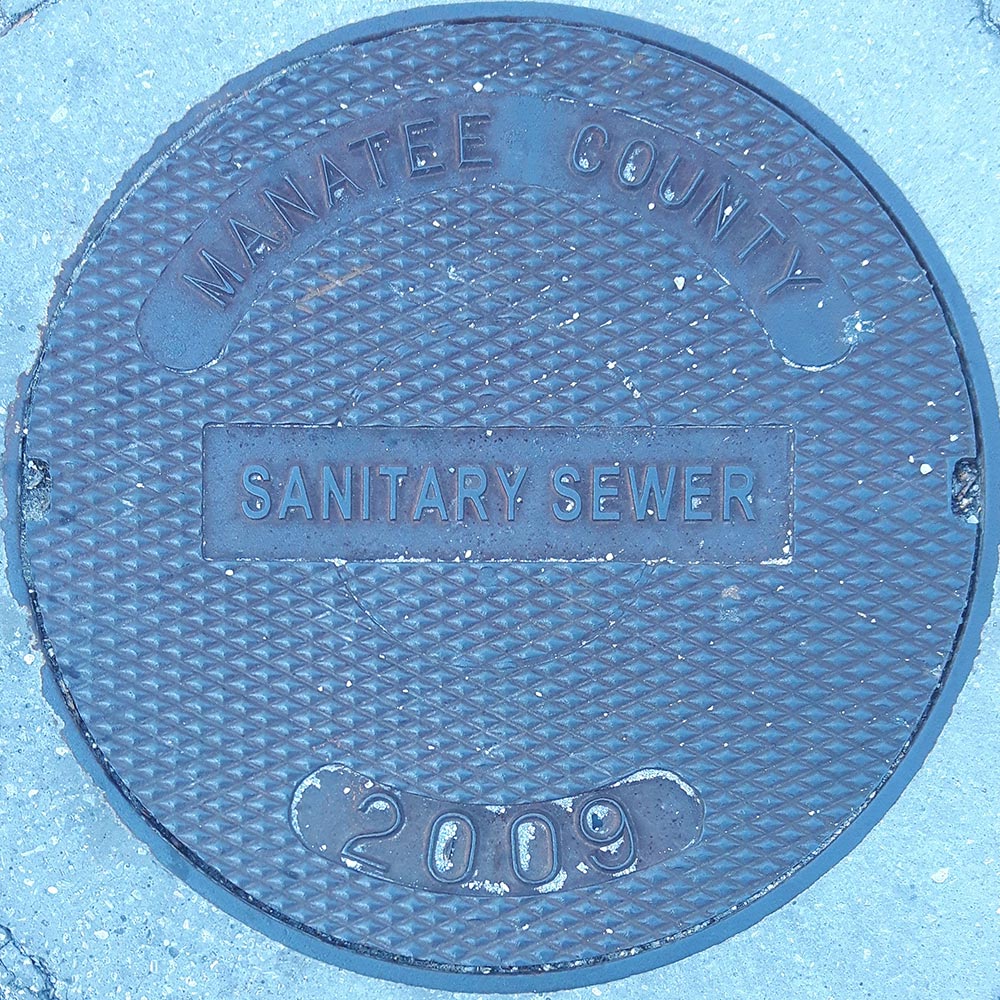 MANATEE COUNTY
SANITARY SEWER
2009